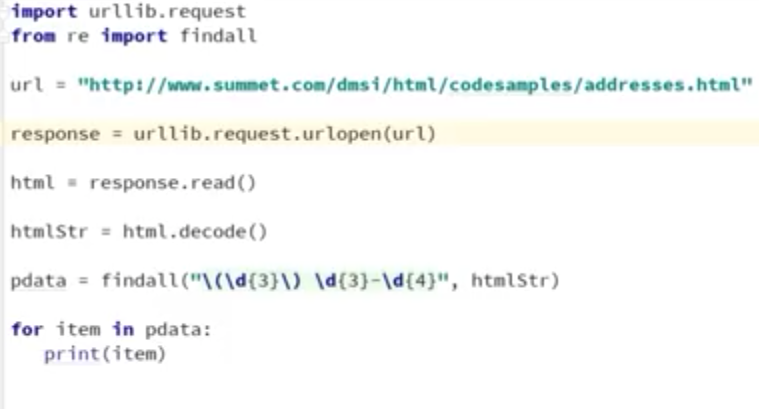 import urllib.request
from re import findall
url = "http://www.summet.com/dmsi/html/codesamples/addresses.html"
response = urllib.request.urlopen(url)
html = response.read()
htmlStr = html.decode()
pdata = findall("\(\d{3}\) \d{3}-\d{4}", htmlStr)
for item in pdata:
    print(item)